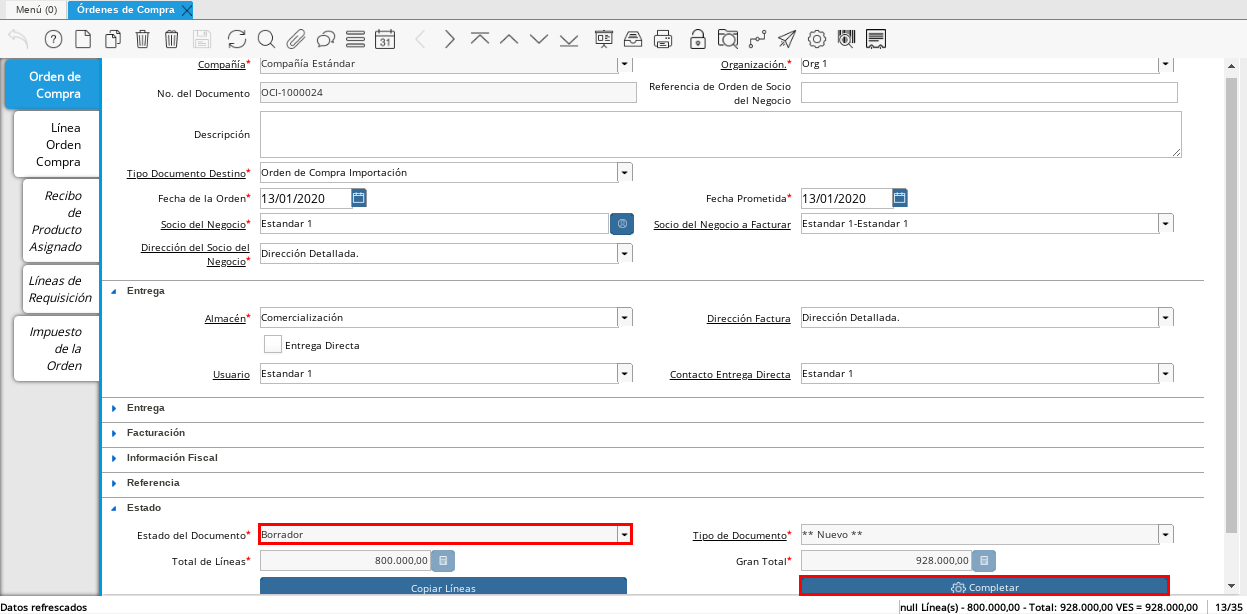 Menú (0)
Órdenes de Compra
31
Orden de
Compra
Línea
Orden
Compra
Recibo
de
Producto
Asignado
Líneas de
Requisición
Impuesto
de la
Orden
Compañía* Compañía Estándar
Organización.* Org 1
No. del Documento OCI-1000024
Referencia de Orden de Socio
del Negocio
Descripción
Tipo Documento Destino* Orden de Compra Importación
Fecha de la Orden* 13/01/2020
Fecha Prometida* 13/01/2020
Socio del Negocio* Estandar 1
Socio del Negocio a Facturar Estandar 1-Estandar 1
Dirección del Socio del
Negocio* Dirección Detallada.
Entrega
Almacén* Comercialización
Dirección Factura Dirección Detallada.
Entrega Directa
Usuario Estandar 1
Contacto Entrega Directa Estandar 1
Entrega
Facturación
Información Fiscal
Referencia
Estado
Estado del Documento* Borrador
Tipo de Documento* ** Nuevo **
Total de Líneas* 800.000,00
Gran Total* 928.000,00
Copiar Líneas
Completar
Datos refrescados
null Línea(s) - 800.000,00 - Total: 928.000,00 VES = 928.000,00
13/35